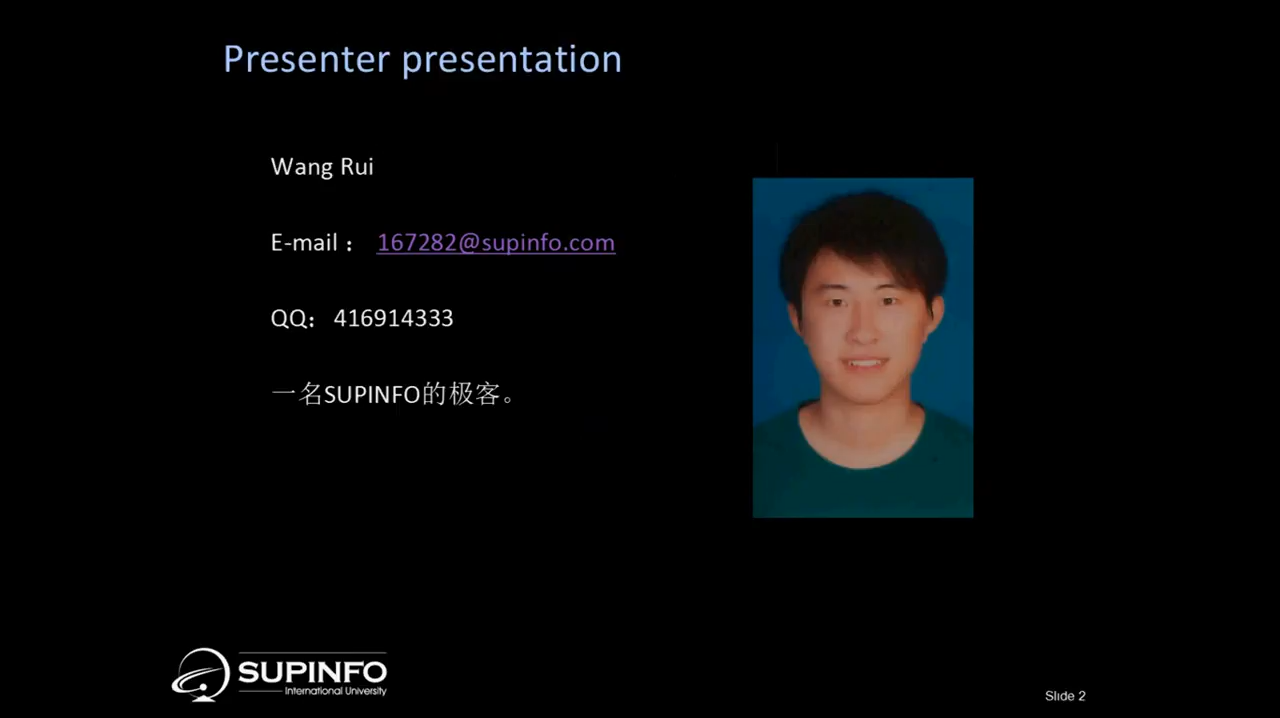 Presenter presentation
Wang Rui
E-mail： 167282@supinfo.com
QQ： 416914333
一名SUPINFO的极客。
SUPINFO
International University
Slide 2